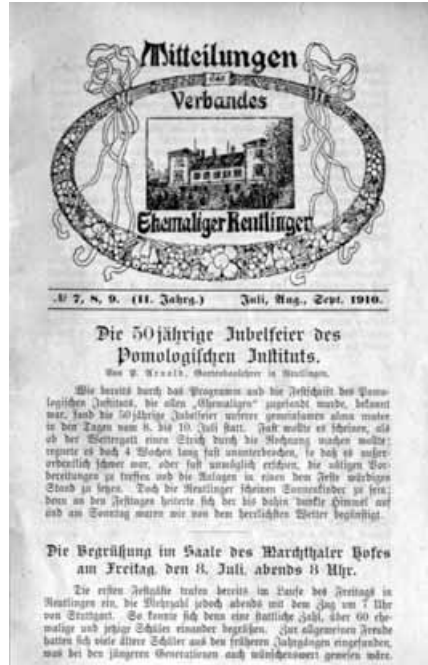 Mitteilungen
des
Verbandes
Ehemaliger Reutlinger
№ 7, 8, 9. (11. Jahrg.) Juli, Aug., Sept. 1910.
Die 50jährige Jubelfeier des
Pomologischen Instituts.
Von P. Arnold, Gartenbaulehrer in Reutlingen.
Wie bereits durch das Programm und die Festschrift des Pomo-
logischen Instituts, die allen „Ehemaligen“ zugesandt wurde, bekannt
war, fand die 50jährige Jubelfeier unserer gemeinsamen alma mater
in den Tagen vom 8. bis 10. Juli statt. Fast wollte es scheinen, als
ob der Wettergott einen Strich durch die Rechnung machen wollte;
regnete es doch 4 Wochen lang fast ununterbrochen, so daß es außer-
ordentlich schwer war, oder fast unmöglich erschien, die nötigen Vor-
bereitungen zu treffen und die Anlagen in einen dem Feste würdigen
Stand zu setzen. Doch die Reutlinger scheinen Sonnenkinder zu sein;
denn an den Festtagen heiterte sich der bis dahin dunkle Himmel auf
und am Sonntag waren wir von dem herrlichsten Wetter begünstigt.
Die Begrüßung im Saale des Marchthaler Hofes
am Freitag, den 8. Juli, abends 8 Uhr.
Die ersten Festgäste trafen bereits im Laufe des Freitags in
Reutlingen ein, die Mehrzahl jedoch abends mit dem Zug um 7 Uhr
von Stuttgart. So konnte sich denn eine stattliche Zahl, über 60 ehe-
malige und jetzige Schüler einander begrüßen. Zur allgemeinen Freude
hatten sich viele ältere Schüler aus den früheren Jahrgängen eingefunden,
was bei den jüngeren Generationen auch wünschenswert gewesen wäre.